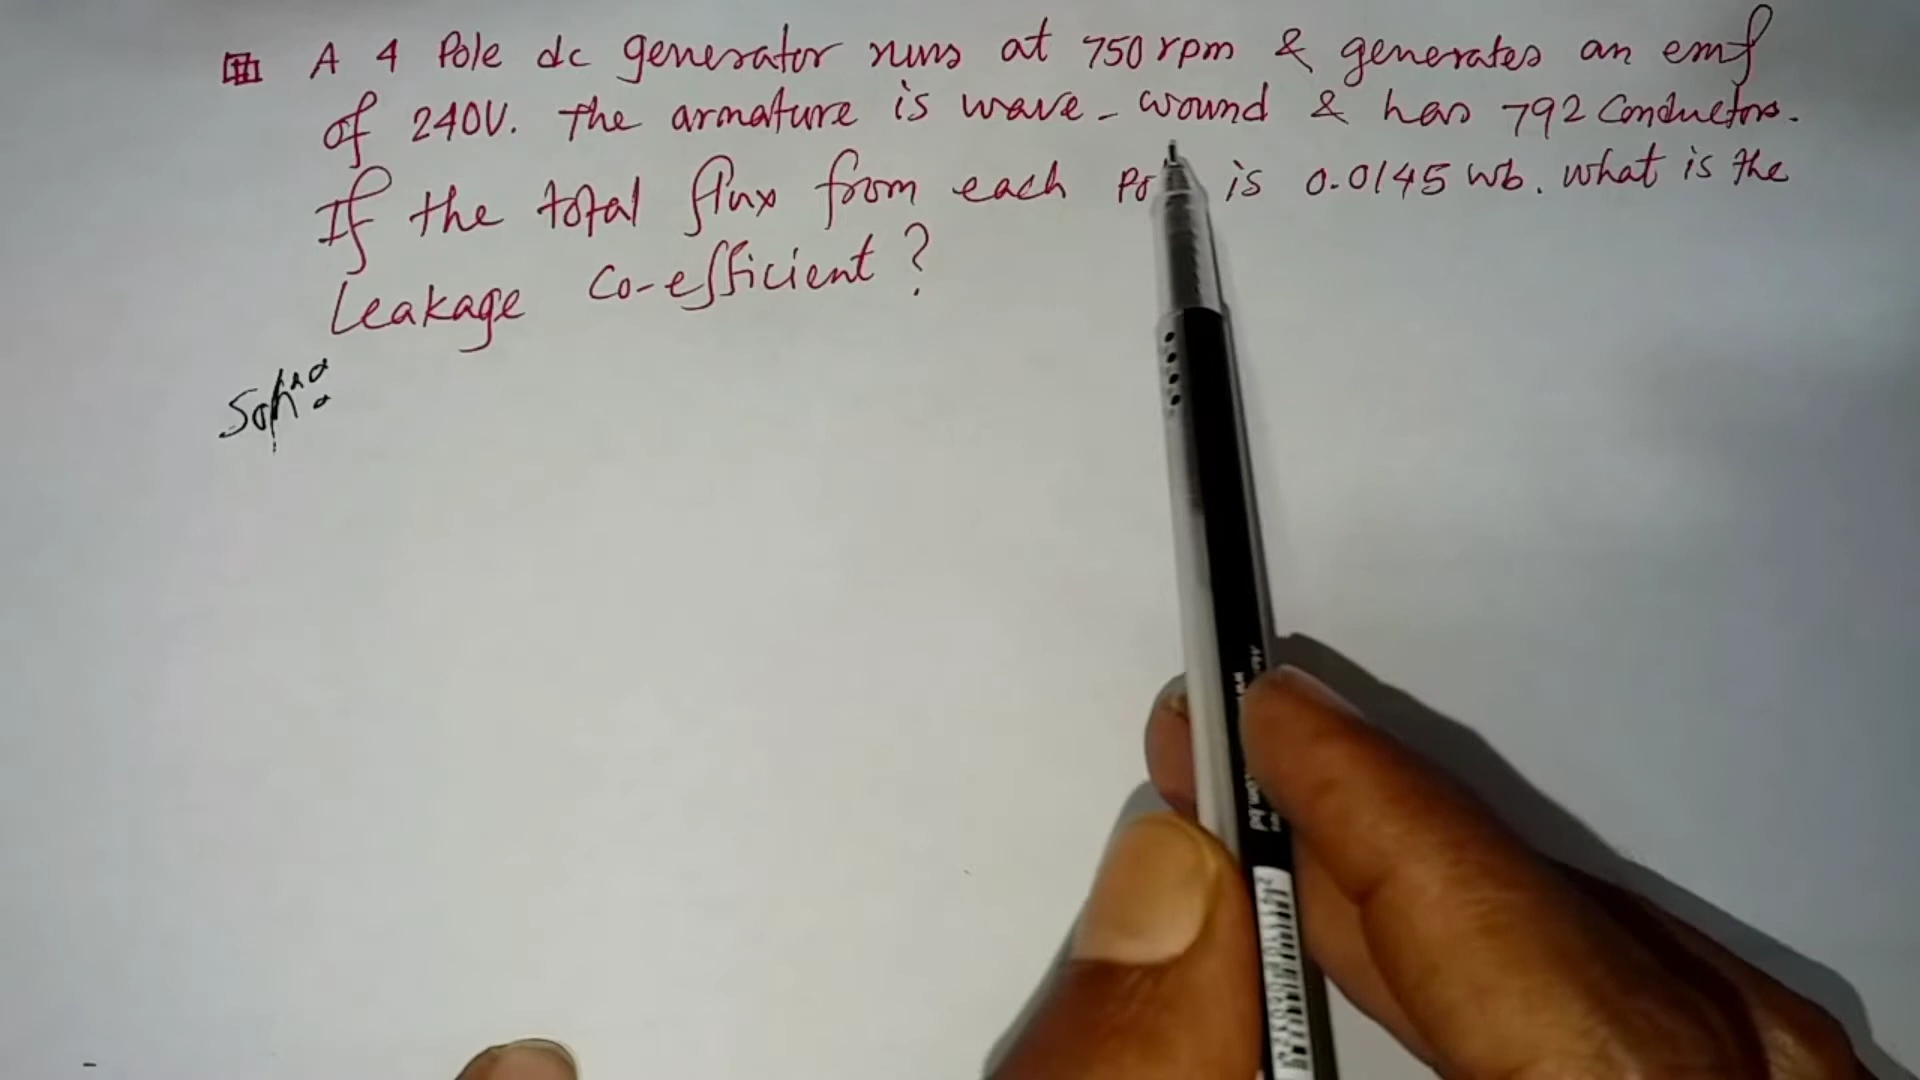 A 4 Pole dc generator runs at 750 rpm & generates an emf
of 240V. The armature is wave-wound & has 792 Conductors.
If the total flux from each is 0.0145 wb. what is the
Leakage Co-efficient?
Soln: